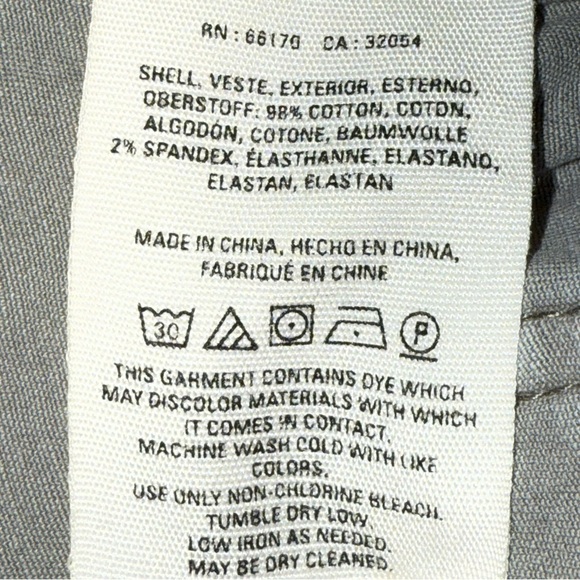 RN : 66170 CA : 32054
SHELL, VESTE, EXTERIOR, ESTERNO,
OBERSTOFF: 98% COTTON, COTON,
ALGODÓN, COTONE, BAUMWOLLE
2% SPANDEX, ÉLASTHANNE, ELASTANO,
ELASTAN, ELASTAN
MADE IN CHINA, HECHO EN CHINA,
FABRIQUÉ EN CHINE
30 P
THIS GARMENT CONTAINS DYE WHICH
MAY DISCOLOR MATERIALS WITH WHICH
IT COMES IN CONTACT.
MACHINE WASH COLD WITH LIKE
COLORS.
USE ONLY NON-CHLORINE BLEACH.
TUMBLE DRY LOW.
LOW IRON AS NEEDED.
MAY BE DRY CLEANED.